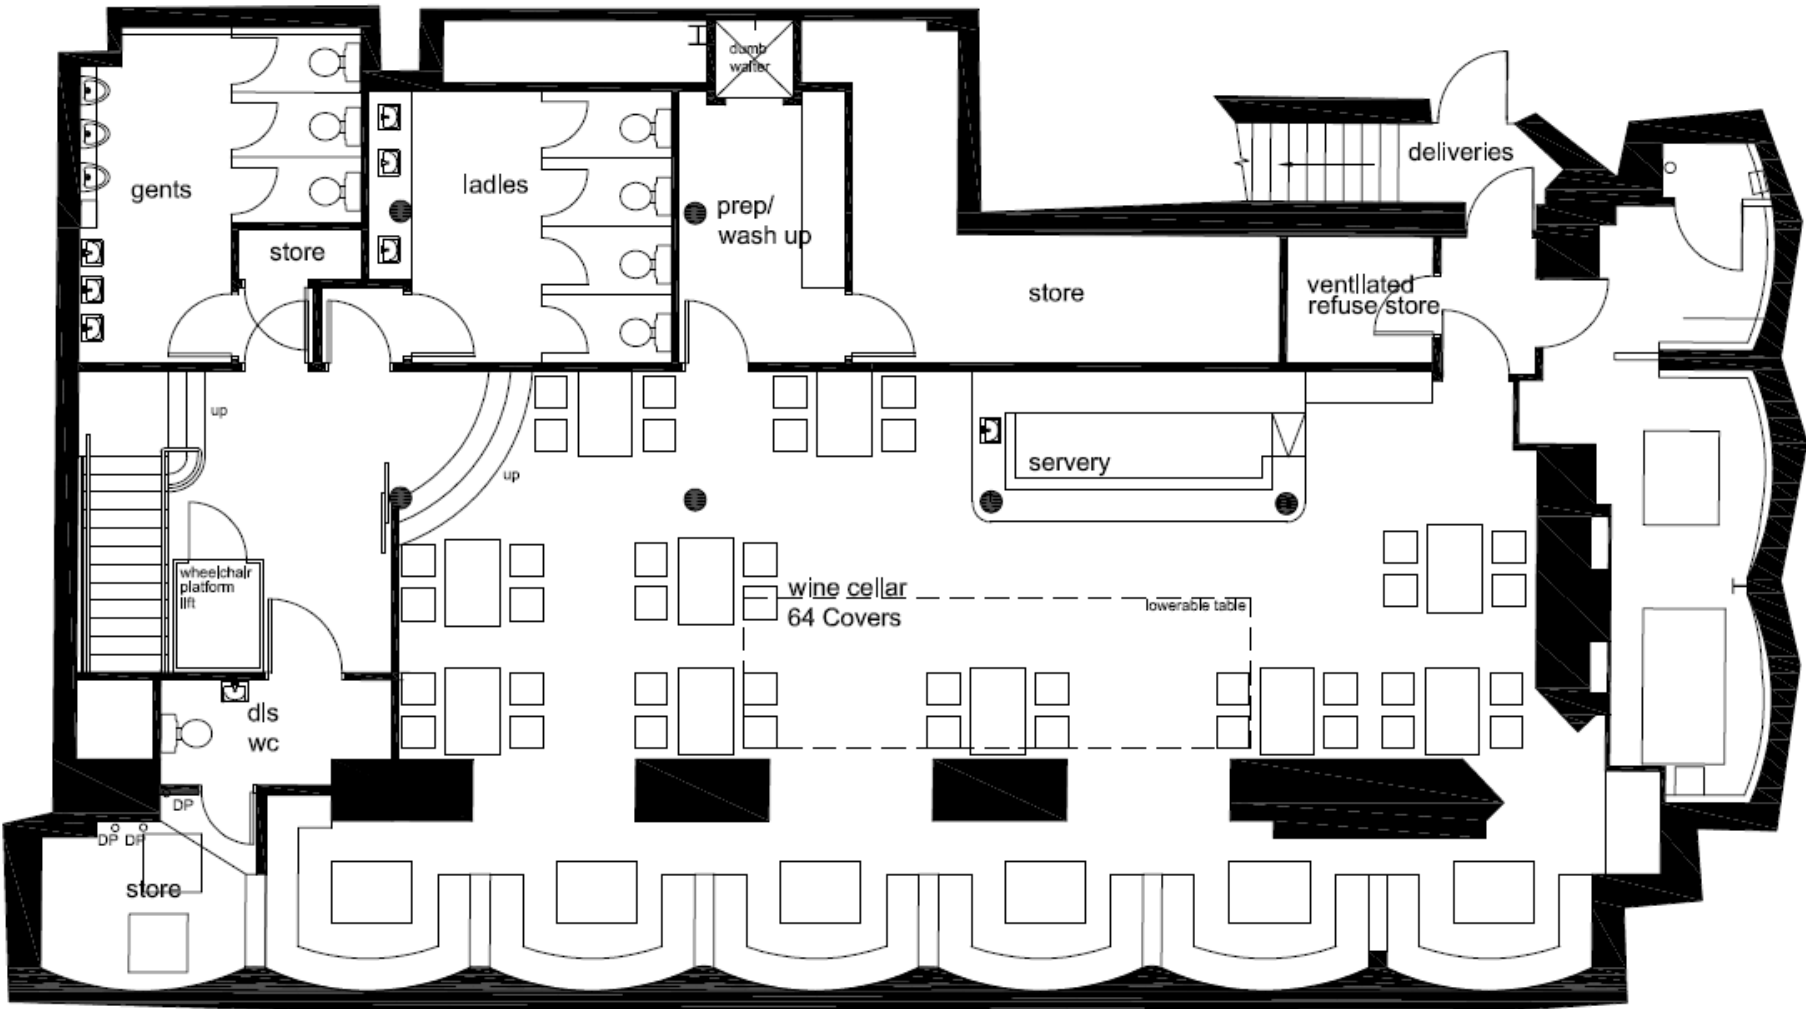 dumb
waiter
deliveries
gents
ladies
prep/
wash up
store
store
ventilated
refuse store
up
up
servery
wheelchair
platform
lift
wine cellar
64 Covers
lowerable table
dis
wc
DP
DP DP
store